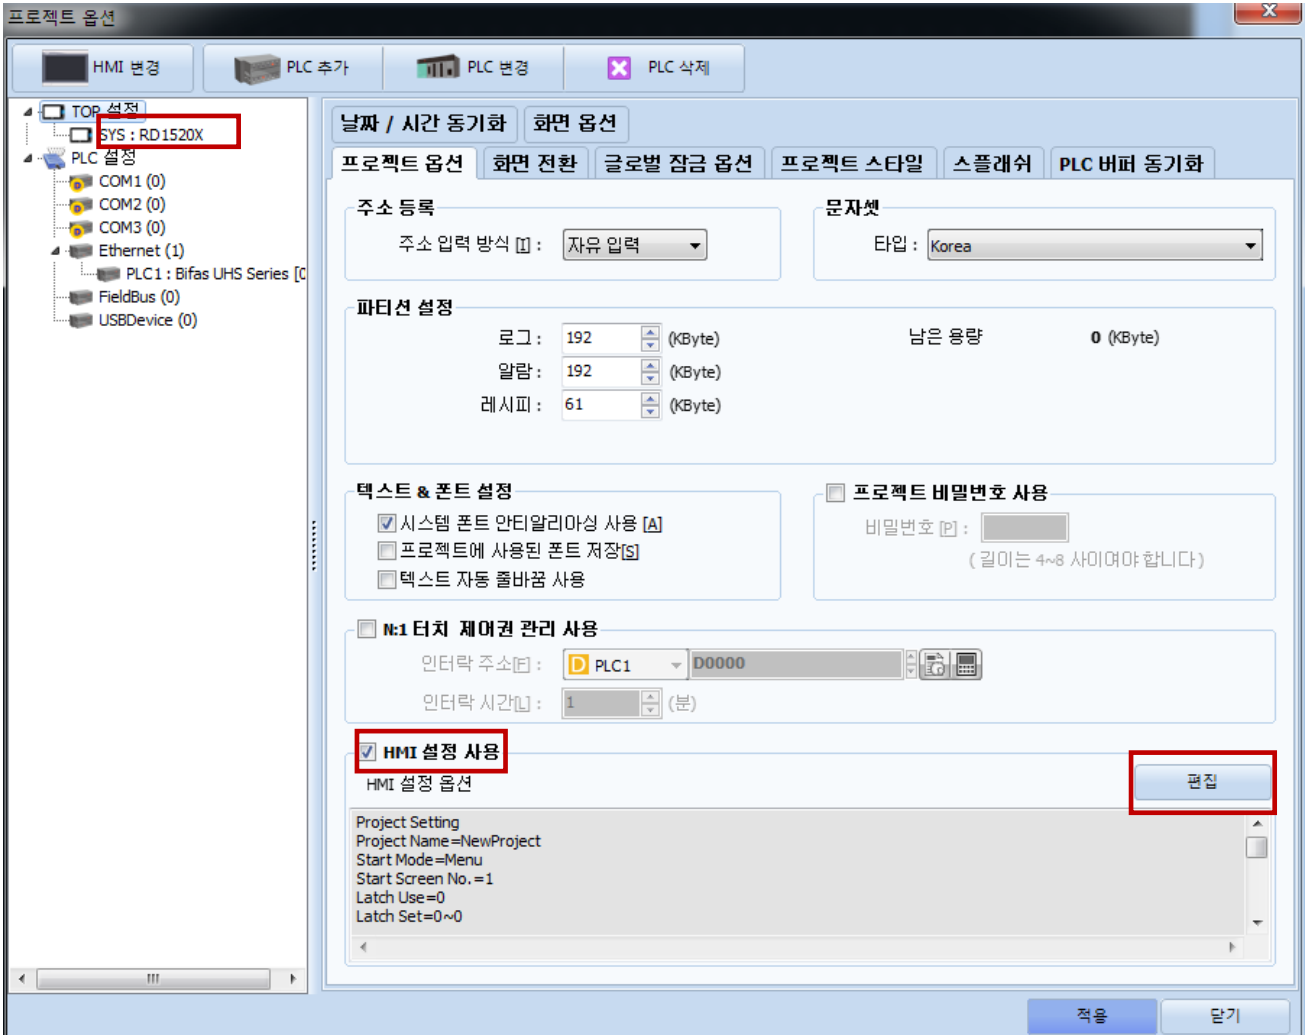 프로젝트 옵션
HMI 변경
PLC 추가
PLC 변경
PLC 삭제
TOP 설정
SYS : RD1520X
PLC 설정
COM1 (0)
COM2 (0)
COM3 (0)
Ethernet (1)
PLC1 : Bifas UHS Series [0
FieldBus (0)
USBDevice (0)
날짜 / 시간 동기화
화면 옵션
프로젝트 옵션
화면 전환
글로벌 잠금 옵션
프로젝트 스타일
스플래쉬
PLC 버퍼 동기화
주소 등록
주소 입력 방식 [I] :
자유 입력
문자셋
타입 :
Korea
파티션 설정
로그 :
192
(KByte)
남은 용량
0 (KByte)
알람 :
192
(KByte)
레시피 :
61
(KByte)
텍스트 & 폰트 설정
시스템 폰트 안티알리아싱 사용 [A]
프로젝트에 사용된 폰트 저장[S]
텍스트 자동 줄바꿈 사용
프로젝트 비밀번호 사용
비밀번호 [P] :
( 길이는 4~8 사이여야 합니다 )
N:1 터치 제어권 관리 사용
인터락 주소[F] :
D
PLC1
D0000
인터락 시간[L] :
1
(분)
HMI 설정 사용
HMI 설정 옵션
편집
Project Setting
Project Name=NewProject
Start Mode=Menu
Start Screen No.=1
Latch Use=0
Latch Set=0~0
적용
닫기